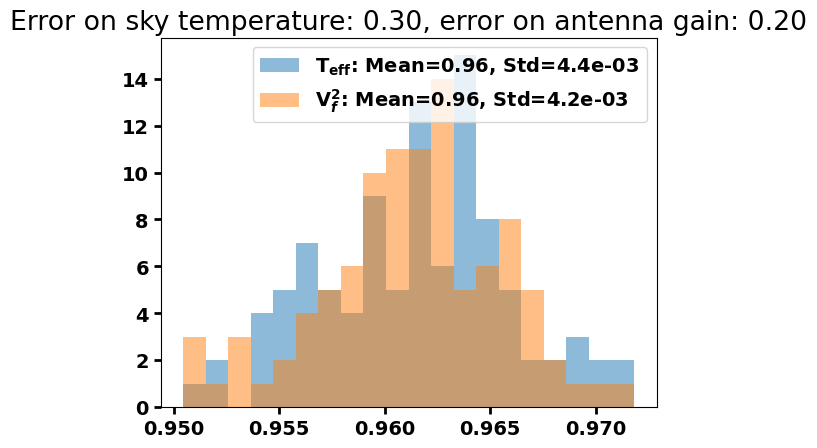 Error on sky temperature: 0.30, error on antenna gain: 0.20
T_eff: Mean=0.96, Std=4.4e-03
V_f^2: Mean=0.96, Std=4.2e-03
14
12
10
8
6
4
2
0
0.950 0.955 0.960 0.965 0.970